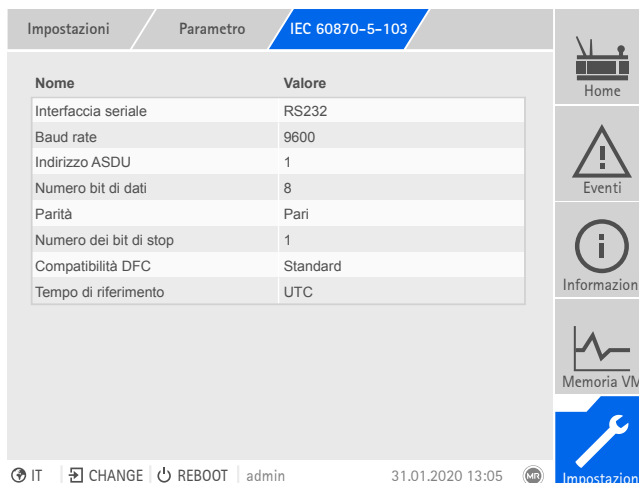 Impostazioni Parametro IEC 60870-5-103
Nome Valore
Interfaccia seriale RS232
Baud rate 9600
Indirizzo ASDU 1
Numero bit di dati 8
Parità Pari
Numero dei bit di stop 1
Compatibilità DFC Standard
Tempo di riferimento UTC
Home
Eventi
Informazion
Memoria VM
Impostazion
IT CHANGE REBOOT admin 31.01.2020 13:05 MR